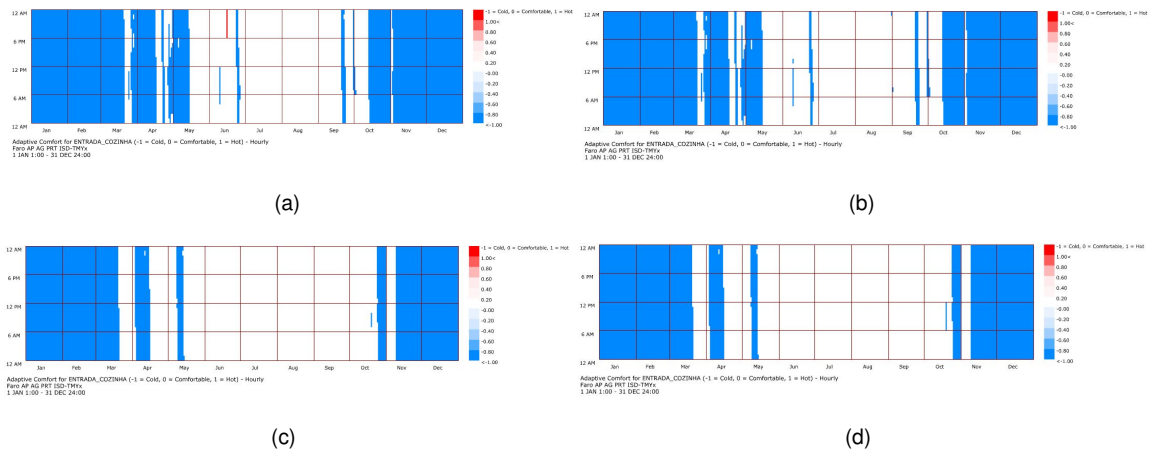 12 AM
6 PM
12 PM
6 AM
12 AM
Jan Feb Mar Apr May Jun Jul Aug Sep Oct Nov Dec
-1 = Cold, 0 = Comfortable, 1 = Hot
1.00<
0.80
0.60
0.40
0.20
-0.00
-0.20
-0.40
-0.60
-0.80
<-1.00
Adaptive Comfort for ENTRADA_COZINHA (-1 = Cold, 0 = Comfortable, 1 = Hot) - Hourly
Faro AP AG PRT ISD-TMYx
1 JAN 1:00 - 31 DEC 24:00
(a)
12 AM
6 PM
12 PM
6 AM
12 AM
Jan Feb Mar Apr May Jun Jul Aug Sep Oct Nov Dec
-1 = Cold, 0 = Comfortable, 1 = Hot
1.00<
0.80
0.60
0.40
0.20
-0.00
-0.20
-0.40
-0.60
-0.80
<-1.00
Adaptive Comfort for ENTRADA_COZINHA (-1 = Cold, 0 = Comfortable, 1 = Hot) - Hourly
Faro AP AG PRT ISD-TMYx
1 JAN 1:00 - 31 DEC 24:00
(b)
12 AM
6 PM
12 PM
6 AM
12 AM
Jan Feb Mar Apr May Jun Jul Aug Sep Oct Nov Dec
-1 = Cold, 0 = Comfortable, 1 = Hot
1.00<
0.80
0.60
0.40
0.20
-0.00
-0.20
-0.40
-0.60
-0.80
<-1.00
Adaptive Comfort for ENTRADA_COZINHA (-1 = Cold, 0 = Comfortable, 1 = Hot) - Hourly
Faro AP AG PRT ISD-TMYx
1 JAN 1:00 - 31 DEC 24:00
(c)
12 AM
6 PM
12 PM
6 AM
12 AM
Jan Feb Mar Apr May Jun Jul Aug Sep Oct Nov Dec
-1 = Cold, 0 = Comfortable, 1 = Hot
1.00<
0.80
0.60
0.40
0.20
-0.00
-0.20
-0.40
-0.60
-0.80
<-1.00
Adaptive Comfort for ENTRADA_COZINHA (-1 = Cold, 0 = Comfortable, 1 = Hot) - Hourly
Faro AP AG PRT ISD-TMYx
1 JAN 1:00 - 31 DEC 24:00
(d)